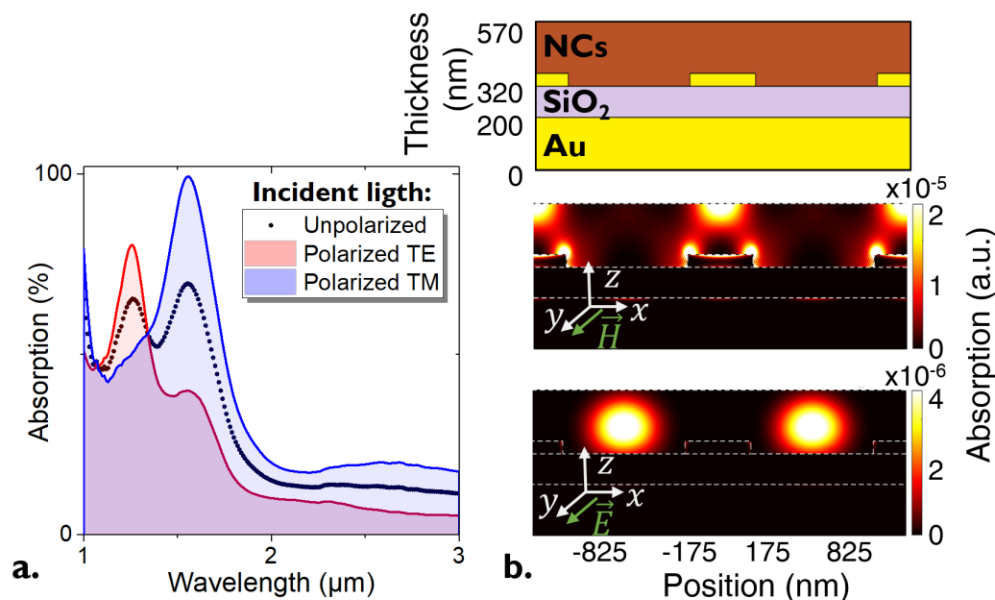 Absorption (%)
100
0
Incident ligth:
Unpolarized
Polarized TE
Polarized TM
1
2
3
Wavelength (µm)
a.
Thickness
(nm)
570
320
200
0
NCs
SiO₂
Au
x10⁻⁵
2
1
0
z
y
x
H
x10⁻⁶
4
2
0
z
y
x
E
Absorption (a.u.)
-825
-175
175
825
Position (nm)
b.